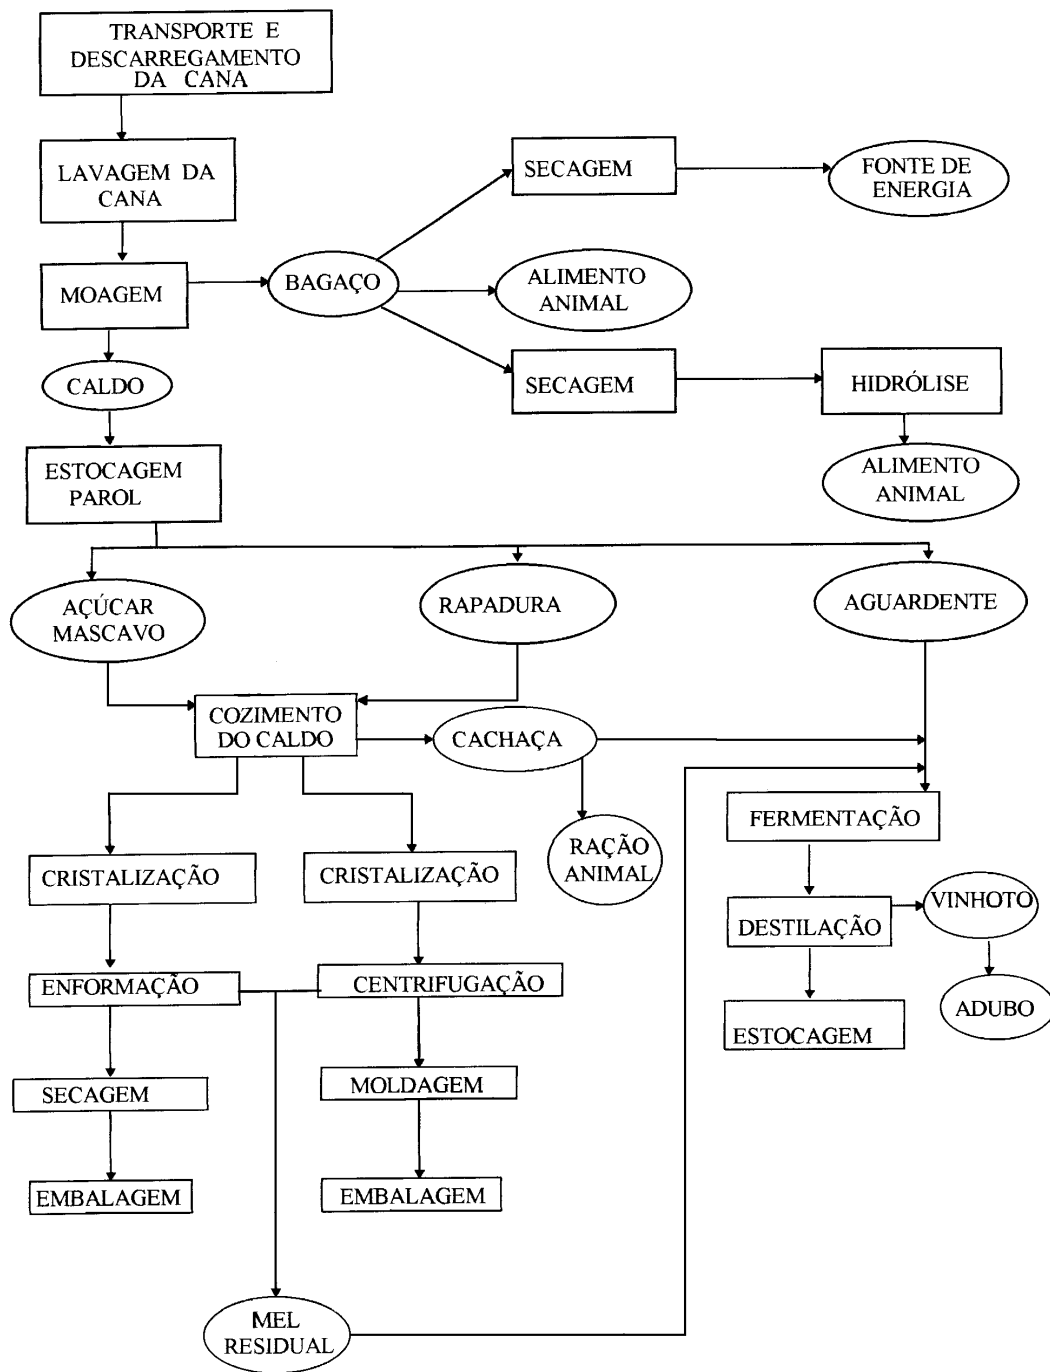 TRANSPORTE E
DESCARREGAMENTO
DA CANA
LAVAGEM DA
CANA
SECAGEM
FONTE DE
ENERGIA
MOAGEM
BAGAÇO
ALIMENTO
ANIMAL
CALDO
SECAGEM
HIDRÓLISE
ESTOCAGEM
PAROL
ALIMENTO
ANIMAL
AÇÚCAR
MASCAVO
RAPADURA
AGUARDENTE
COZIMENTO
DO CALDO
CACHAÇA
FERMENTAÇÃO
CRISTALIZAÇÃO
CRISTALIZAÇÃO
RAÇÃO
ANIMAL
DESTILAÇÃO
VINHOTO
ENFORMAÇÃO
CENTRIFUGAÇÃO
ADUBO
ESTOCAGEM
SECAGEM
MOLDAGEM
EMBALAGEM
EMBALAGEM
MEL
RESIDUAL